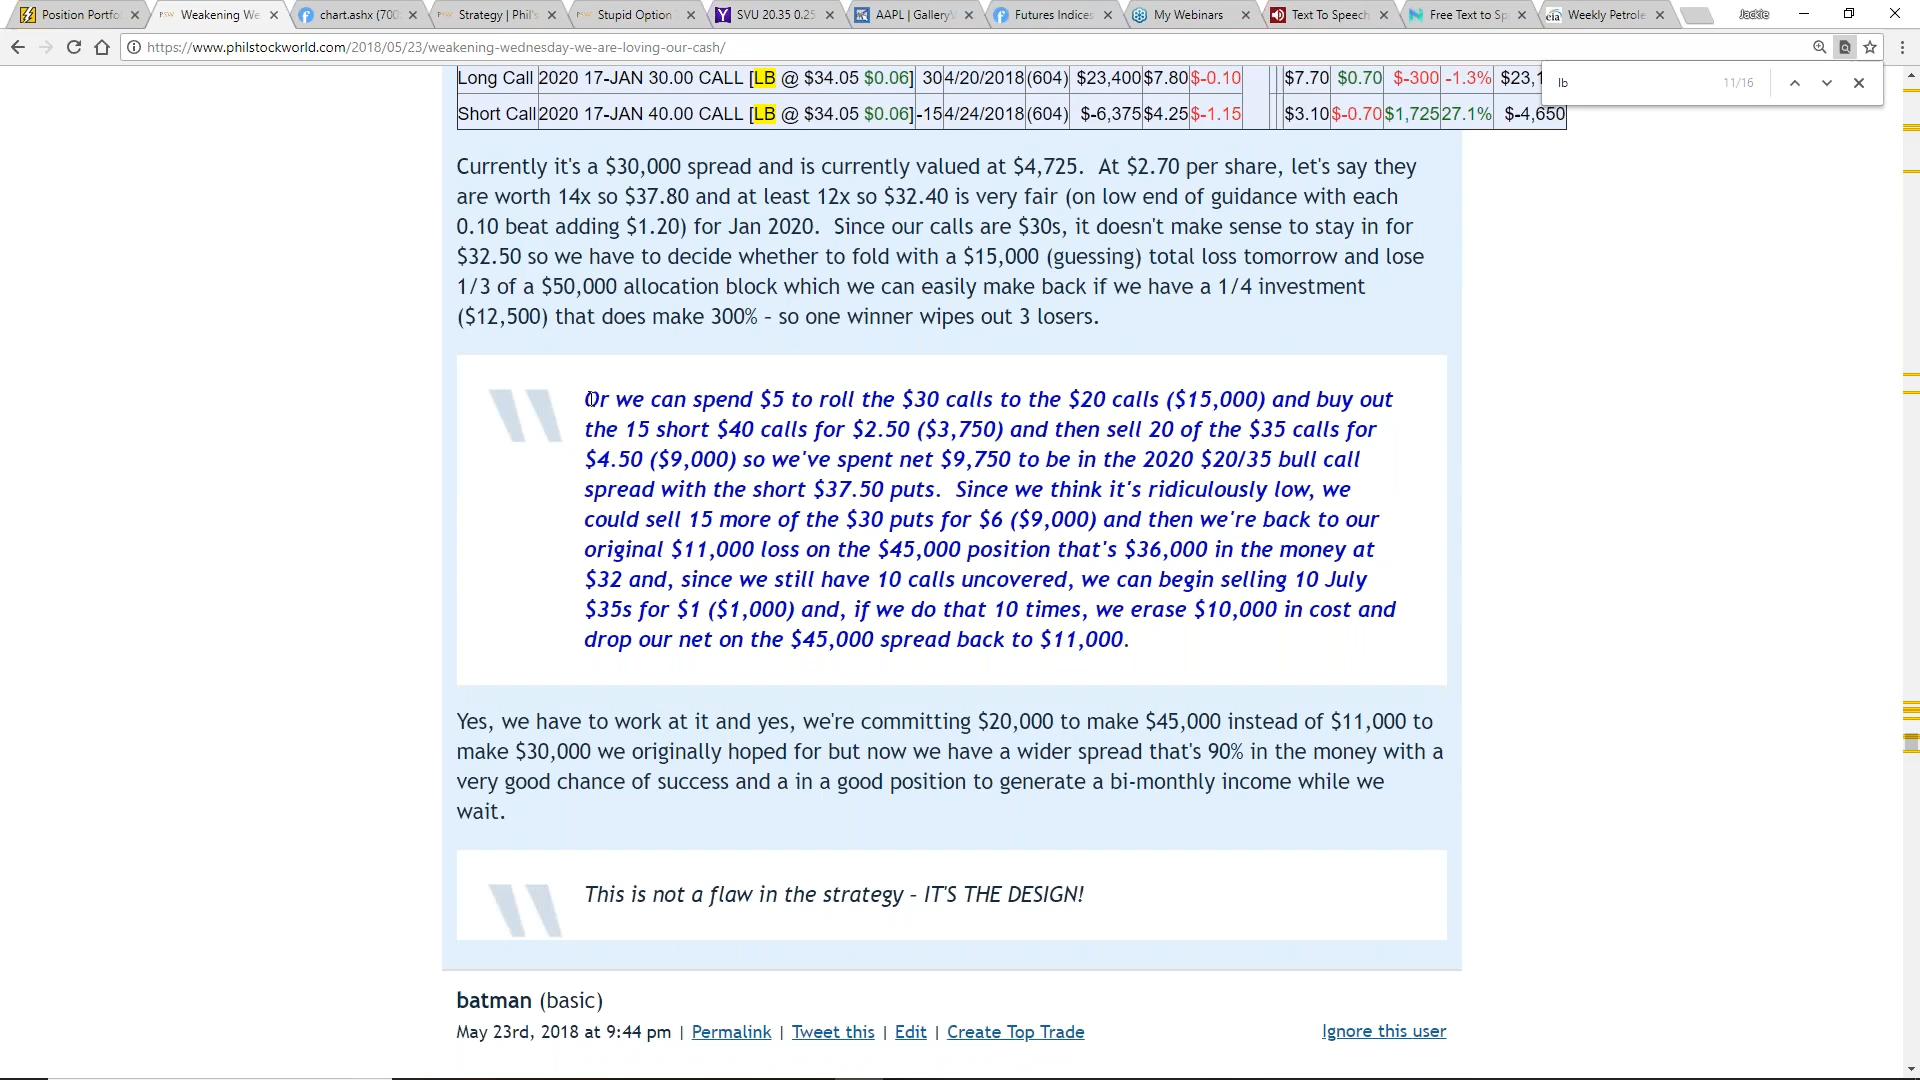 Position Portfo
Weakening We
chart.ashx (700
Strategy | Phil's
Stupid Option
SVU 20.35 0.25
AAPL | GalleryV
Futures Indices
My Webinars
Text To Speech
Free Text to Sp
Weekly Petrole
Jackie
https://www.philstockworld.com/2018/05/23/weakening-wednesday-we-are-loving-our-cash/
lb 11/16
Long Call 2020 17-JAN 30.00 CALL [LB @ $34.05 $0.06] 30 4/20/2018 (604) $23,400 $7.80 $-0.10 $7.70 $0.70 $-300 -1.3% $23,1
Short Call 2020 17-JAN 40.00 CALL [LB @ $34.05 $0.06] -15 4/24/2018 (604) $-6,375 $4.25 $-1.15 $3.10 $-0.70 $1,725 27.1% $-4,650
Currently it's a $30,000 spread and is currently valued at $4,725. At $2.70 per share, let's say they
are worth 14x so $37.80 and at least 12x so $32.40 is very fair (on low end of guidance with each
0.10 beat adding $1.20) for Jan 2020. Since our calls are $30s, it doesn't make sense to stay in for
$32.50 so we have to decide whether to fold with a $15,000 (guessing) total loss tomorrow and lose
1/3 of a $50,000 allocation block which we can easily make back if we have a 1/4 investment
($12,500) that does make 300% – so one winner wipes out 3 losers.
Or we can spend $5 to roll the $30 calls to the $20 calls ($15,000) and buy out
the 15 short $40 calls for $2.50 ($3,750) and then sell 20 of the $35 calls for
$4.50 ($9,000) so we've spent net $9,750 to be in the 2020 $20/35 bull call
spread with the short $37.50 puts. Since we think it's ridiculously low, we
could sell 15 more of the $30 puts for $6 ($9,000) and then we're back to our
original $11,000 loss on the $45,000 position that's $36,000 in the money at
$32 and, since we still have 10 calls uncovered, we can begin selling 10 July
$35s for $1 ($1,000) and, if we do that 10 times, we erase $10,000 in cost and
drop our net on the $45,000 spread back to $11,000.
Yes, we have to work at it and yes, we're committing $20,000 to make $45,000 instead of $11,000 to
make $30,000 we originally hoped for but now we have a wider spread that's 90% in the money with a
very good chance of success and a in a good position to generate a bi-monthly income while we
wait.
This is not a flaw in the strategy – IT'S THE DESIGN!
batman (basic)
May 23rd, 2018 at 9:44 pm | Permalink | Tweet this | Edit | Create Top Trade
Ignore this user